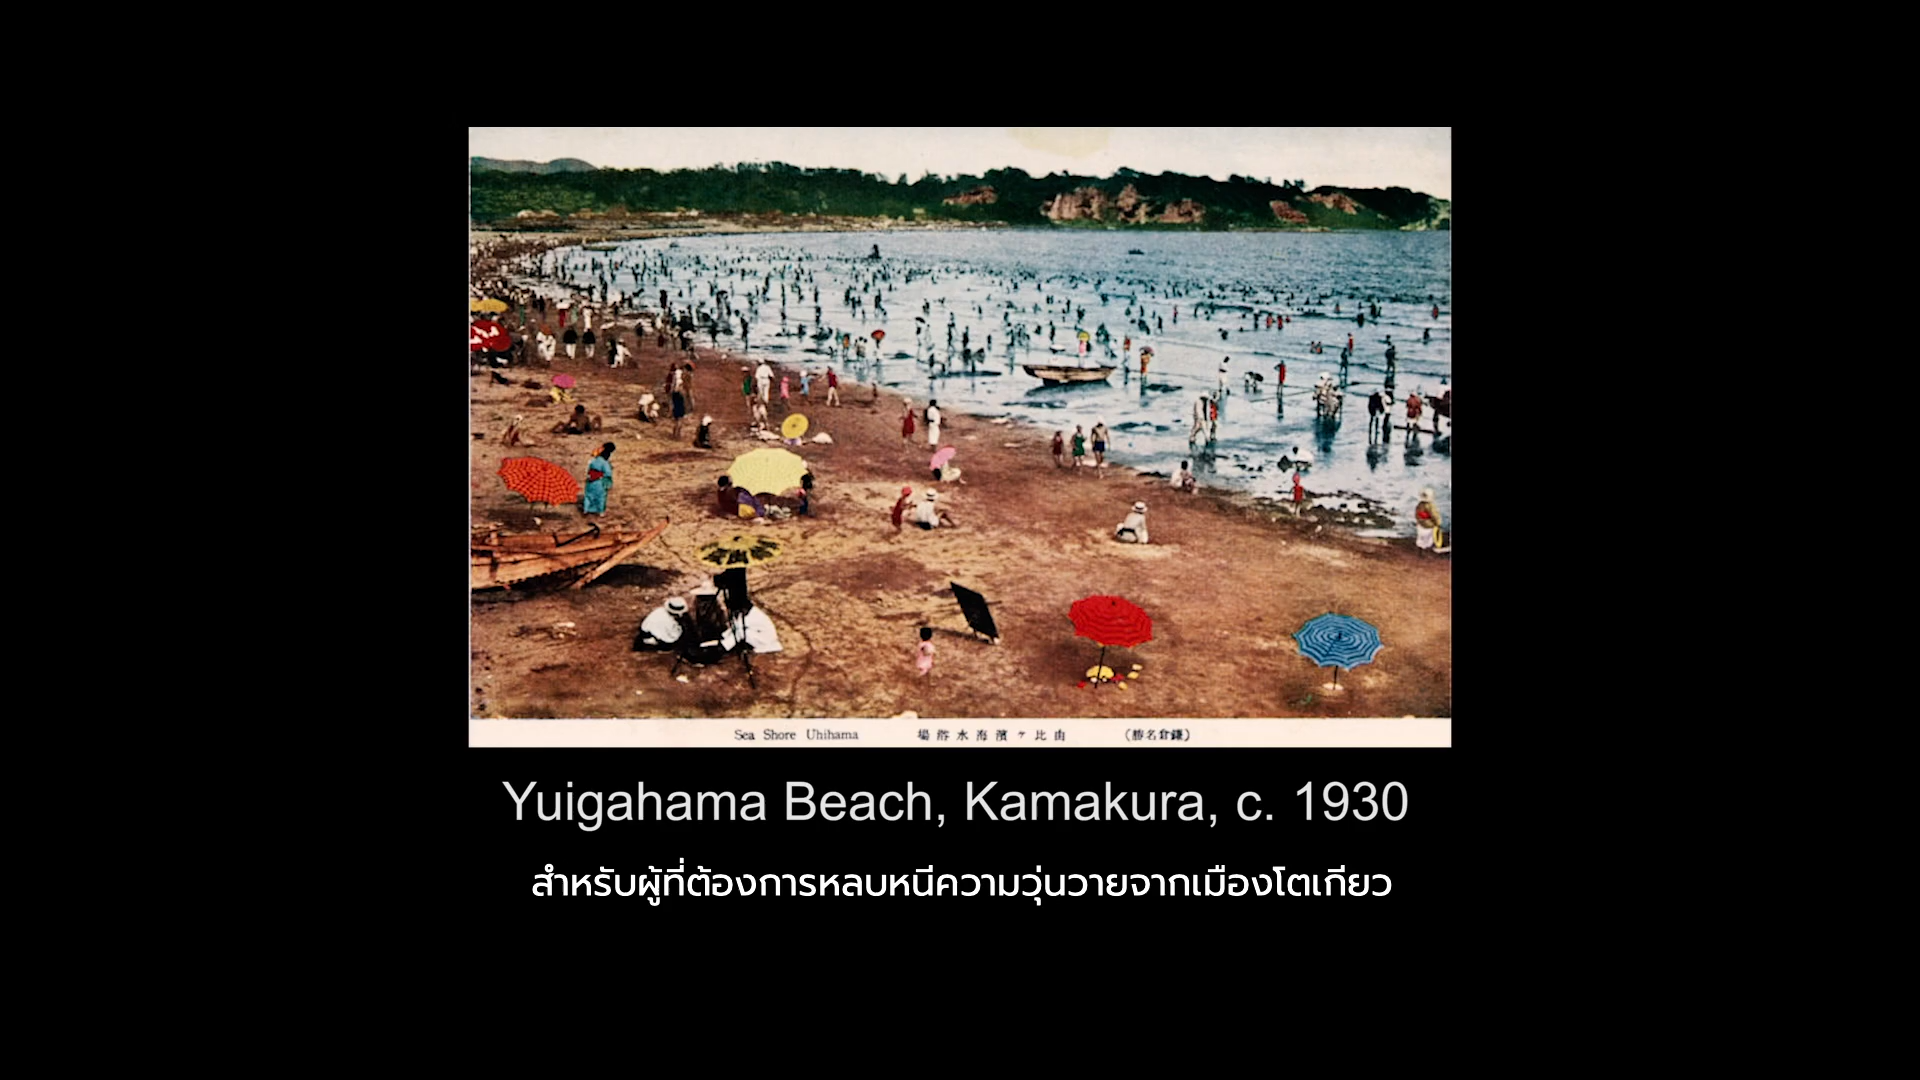 Sea Shore Uhihama 場浴水海濱ヶ比由 (勝名倉鎌)
Yuigahama Beach, Kamakura, c. 1930
สำหรับผู้ที่ต้องการหลบหนีความวุ่นวายจากเมืองโตเกียว